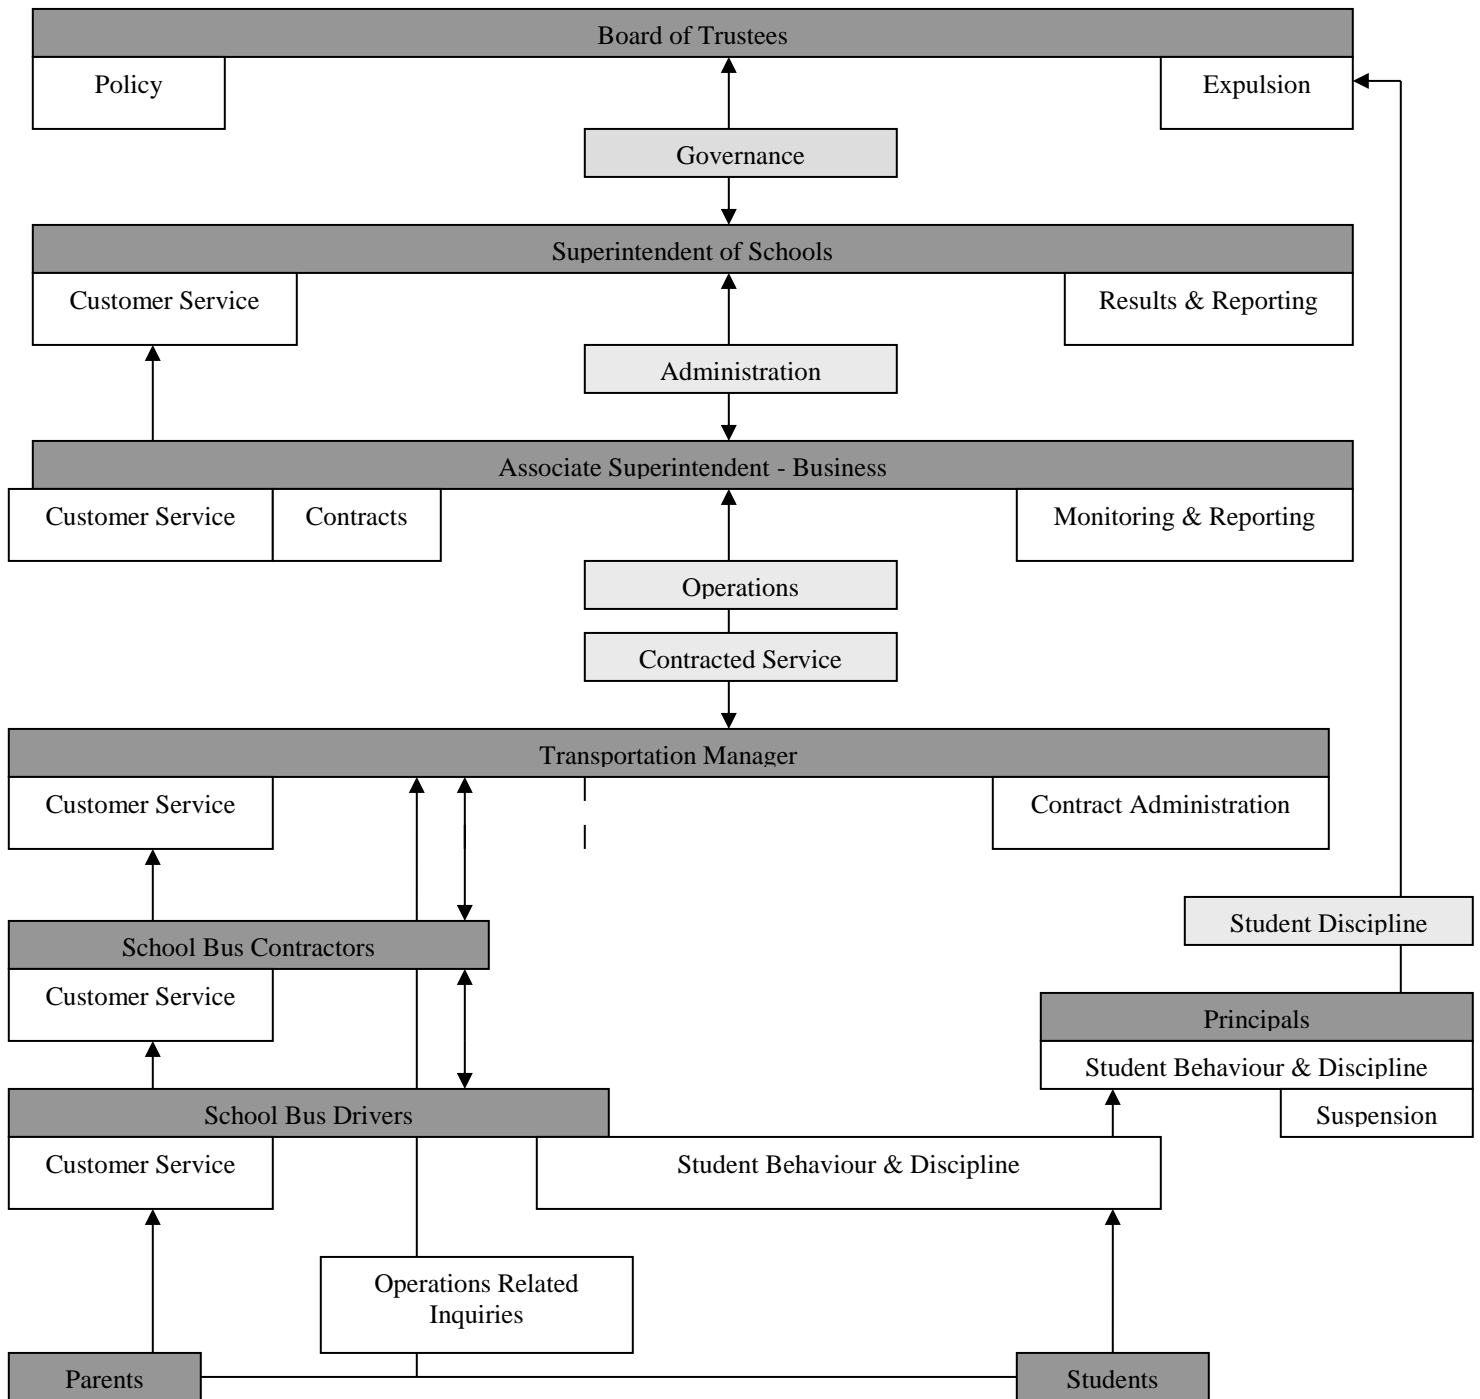 Board of Trustees
Policy
Expulsion
Governance
Superintendent of Schools
Customer Service
Results & Reporting
Administration
Associate Superintendent - Business
Customer Service
Contracts
Monitoring & Reporting
Operations
Contracted Service
Transportation Manager
Customer Service
Contract Administration
Student Discipline
School Bus Contractors
Customer Service
Principals
Student Behaviour & Discipline
School Bus Drivers
Suspension
Customer Service
Student Behaviour & Discipline
Operations Related
Inquiries
Parents
Students